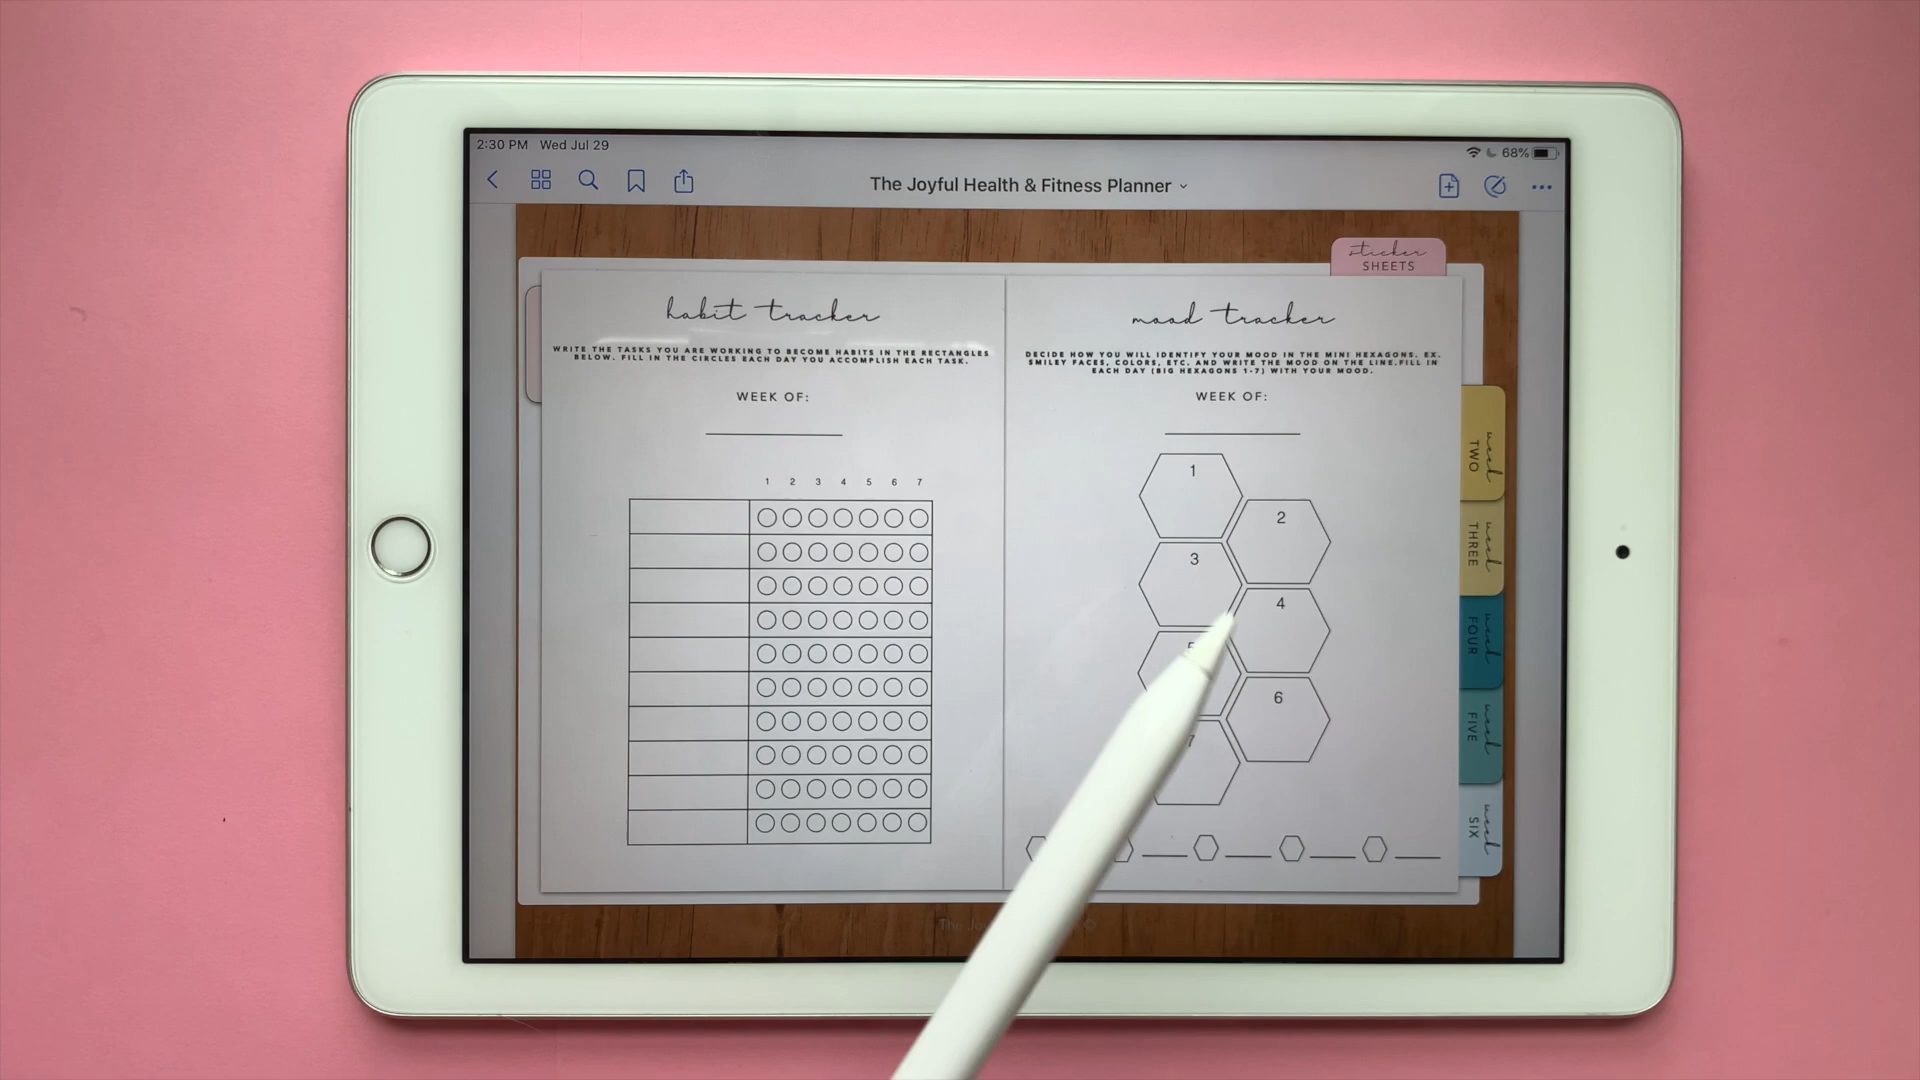 2:30 PM Wed Jul 29
68%
The Joyful Health & Fitness Planner
sticker
SHEETS
habit tracker
WRITE THE TASKS YOU ARE WORKING TO BECOME HABITS IN THE RECTANGLES
BELOW. FILL IN THE CIRCLES EACH DAY YOU ACCOMPLISH EACH TASK.
WEEK OF:
1 2 3 4 5 6 7
mood tracker
DECIDE HOW YOU WILL IDENTIFY YOUR MOOD IN THE MINI HEXAGONS. EX.
SMILEY FACES, COLORS, ETC. AND WRITE THE MOOD ON THE LINE.FILL IN
EACH DAY (BIG HEXAGONS 1-7) WITH YOUR MOOD.
WEEK OF:
1
2
3
4
5
6
7
week
TWO
week
THREE
week
FOUR
week
FIVE
week
SIX